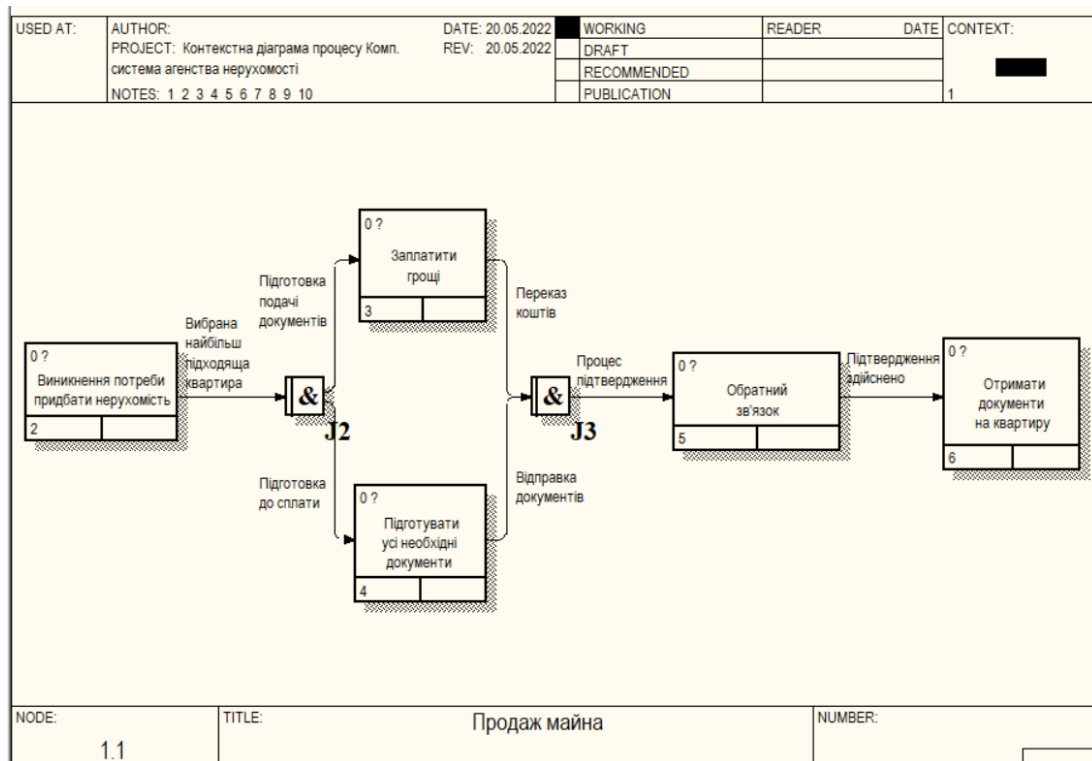 USED AT:
AUTHOR:
DATE: 20.05.2022
WORKING
READER
DATE
CONTEXT:
PROJECT: Контекстна діаграма процесу Комп.
REV: 20.05.2022
DRAFT
система агенства нерухомості
RECOMMENDED
NOTES: 1 2 3 4 5 6 7 8 9 10
PUBLICATION
1
0 ?
Виникнення потреби
придбати нерухомість
2
Вибрана
найбільш
підходяща
квартира
&
J2
Підготовка
подачі
документів
0 ?
Заплатити
грощі
3
Переказ
коштів
Підготовка
до сплати
0 ?
Підготувати
усі необхідні
документи
4
Відправка
документів
&
J3
Процес
підтвердження
0 ?
Обратний
зв'язок
5
Підтвердження
здійснено
0 ?
Отримати
документи
на квартиру
6
NODE:
1.1
TITLE:
Продаж майна
NUMBER: